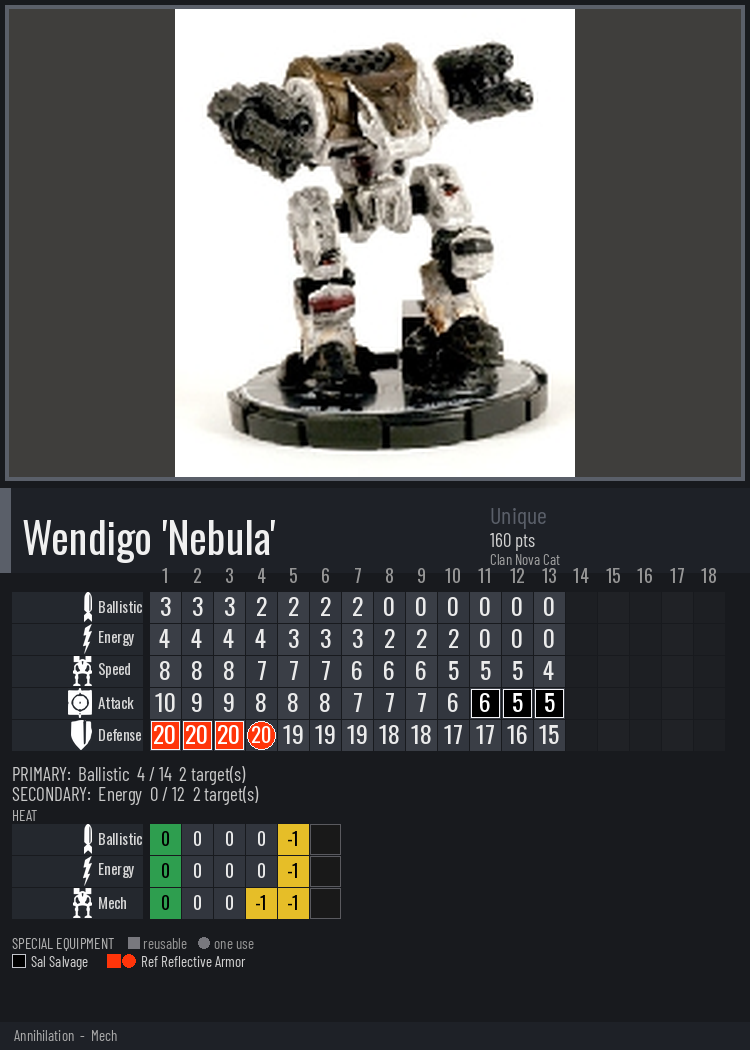 Wendigo 'Nebula'
Unique
160 pts
Clan Nova Cat
1 2 3 4 5 6 7 8 9 10 11 12 13 14 15 16 17 18
Ballistic 3 3 3 2 2 2 2 0 0 0 0 0 0
Energy 4 4 4 4 3 3 3 2 2 2 0 0 0
Speed 8 8 8 7 7 7 6 6 6 5 5 5 4
Attack 10 9 9 8 8 8 7 7 7 6 6 5 5
Defense 20 20 20 20 19 19 19 18 18 17 17 16 15
PRIMARY: Ballistic 4 / 14 2 target(s)
SECONDARY: Energy 0 / 12 2 target(s)
HEAT
Ballistic 0 0 0 0 -1
Energy 0 0 0 0 -1
Mech 0 0 0 -1 -1
SPECIAL EQUIPMENT reusable one use
Sal Salvage Ref Reflective Armor
Annihilation - Mech